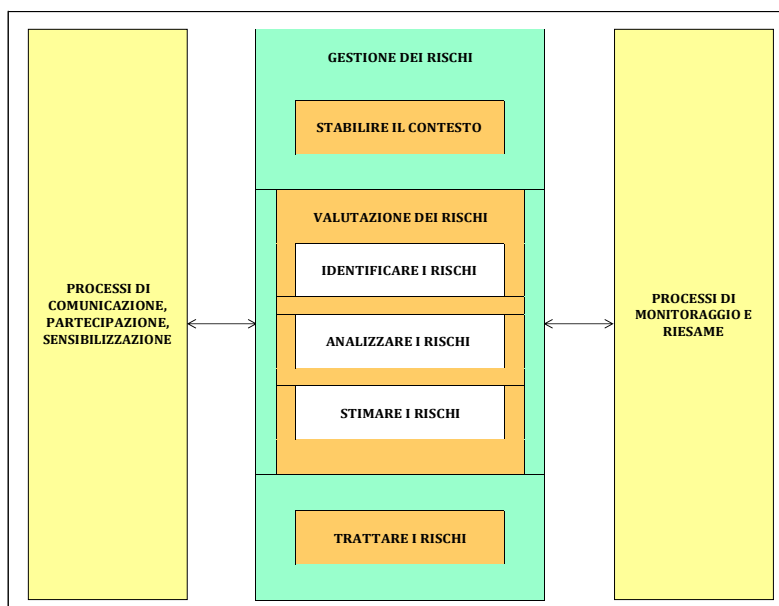 PROCESSI DI
COMUNICAZIONE,
PARTECIPAZIONE,
SENSIBILIZZAZIONE
GESTIONE DEI RISCHI
STABILIRE IL CONTESTO
VALUTAZIONE DEI RISCHI
IDENTIFICARE I RISCHI
ANALIZZARE I RISCHI
STIMARE I RISCHI
TRATTARE I RISCHI
PROCESSI DI
MONITORAGGIO E
RIESAME